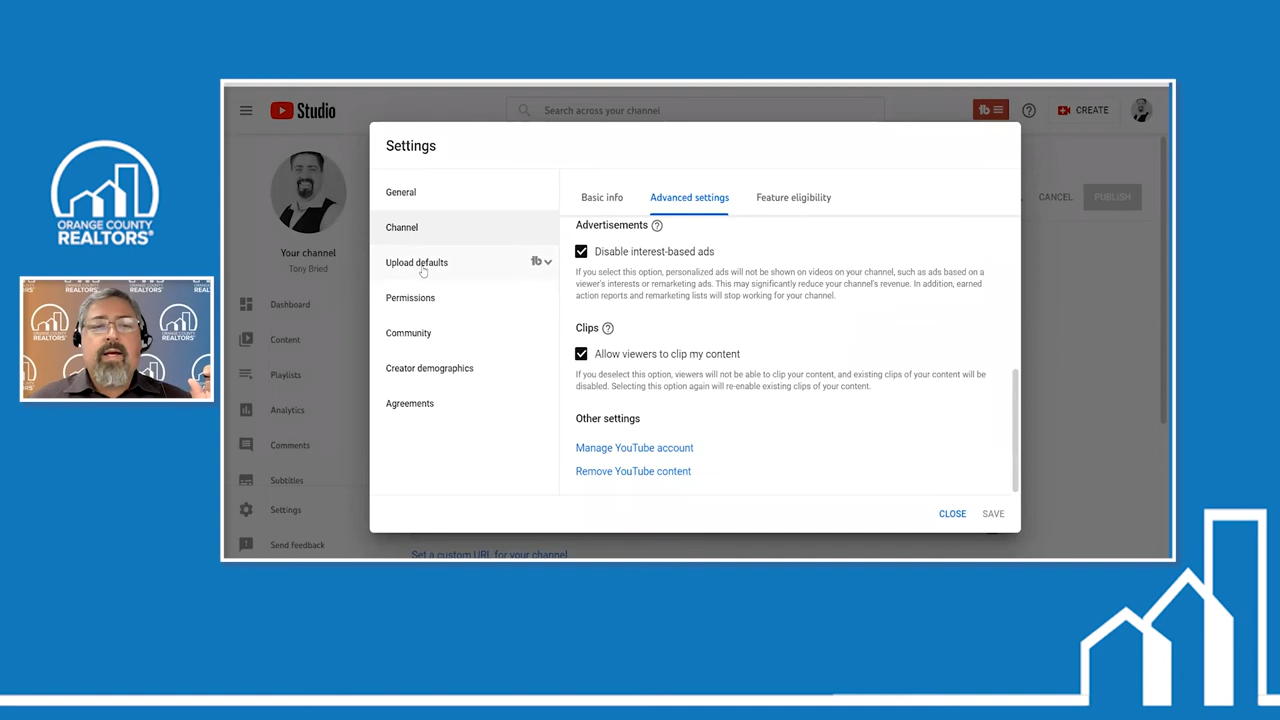 ORANGE COUNTY
REALTORS®
Studio
Search across your channel
CREATE
Your channel
Tony Bried
Dashboard
Content
Playlists
Analytics
Comments
Subtitles
Settings
Send feedback
CANCEL
PUBLISH
Settings
General
Channel
Upload defaults
Permissions
Community
Creator demographics
Agreements
Basic info
Advanced settings
Feature eligibility
Advertisements
Disable interest-based ads
If you select this option, personalized ads will not be shown on videos on your channel, such as ads based on a
viewer's interests or remarketing ads. This may significantly reduce your channel's revenue. In addition, earned
action reports and remarketing lists will stop working for your channel.
Clips
Allow viewers to clip my content
If you deselect this option, viewers will not be able to clip your content, and existing clips of your content will be
disabled. Selecting this option again will re-enable existing clips of your content.
Other settings
Manage YouTube account
Remove YouTube content
CLOSE
SAVE
Set a custom URL for your channel
ORANGE COUNTY
REALTORS
ORANGE COUNTY
REALTORS